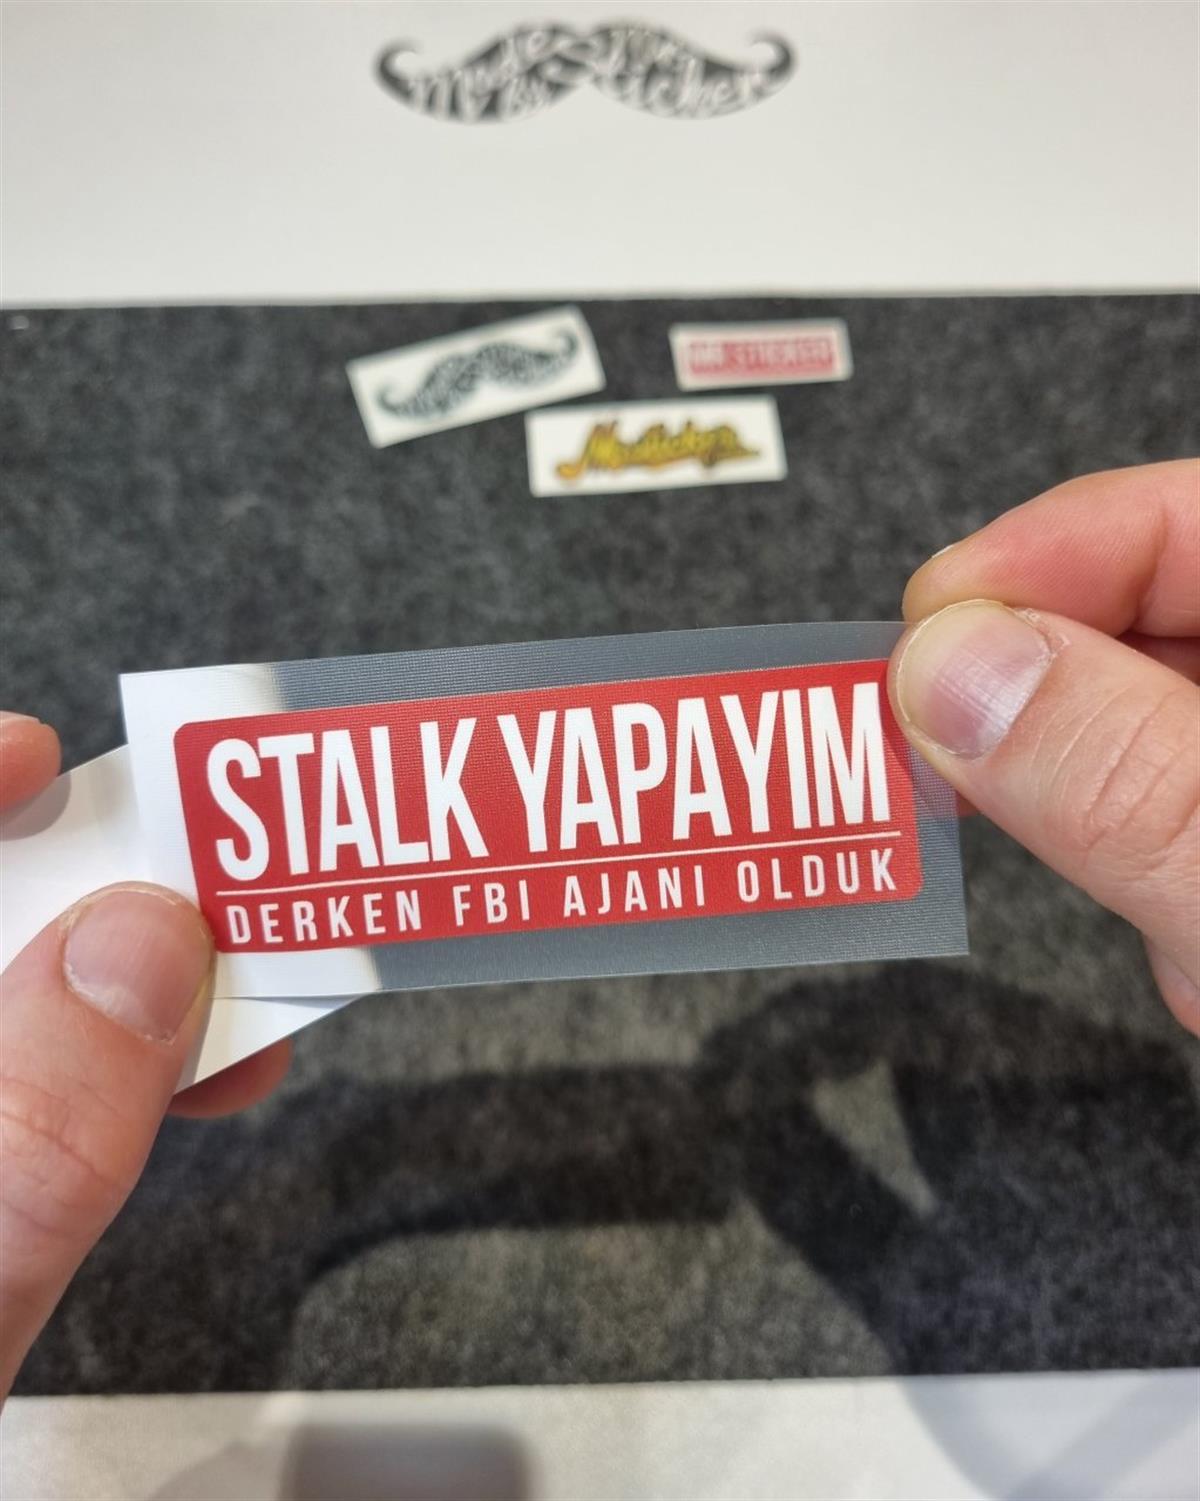 STALK YAPAYIM
DERKEN FBI AJANI OLDUK